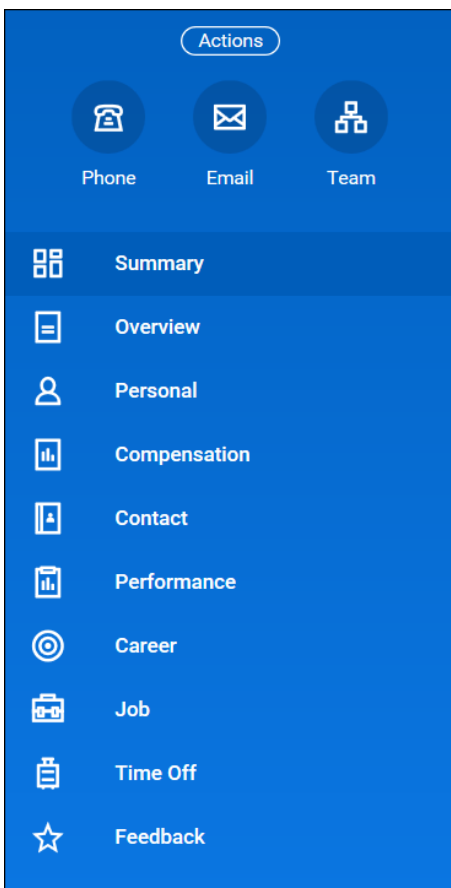 Actions
Phone Email Team
Summary
Overview
Personal
Compensation
Contact
Performance
Career
Job
Time Off
Feedback